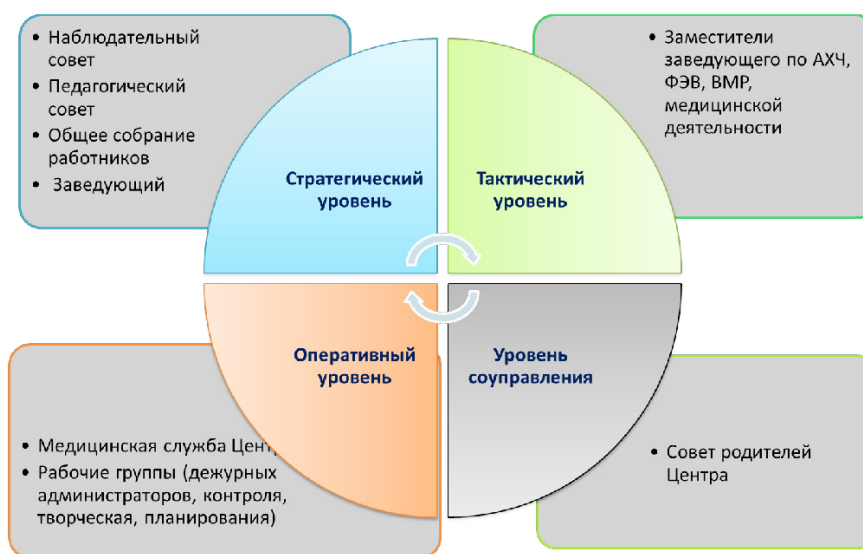 • Наблюдательный
совет
• Педагогический
совет
• Общее собрание
работников
• Заведующий
Стратегический
уровень
• Заместители
заведующего по АХЧ,
ФЭВ, ВМР,
медицинской
деятельности
Тактический
уровень
Оперативный
уровень
• Медицинская служба Цент
• Рабочие группы (дежурных
администраторов, контроля,
творческая, планирования)
Уровень
соуправления
• Совет родителей
Центра